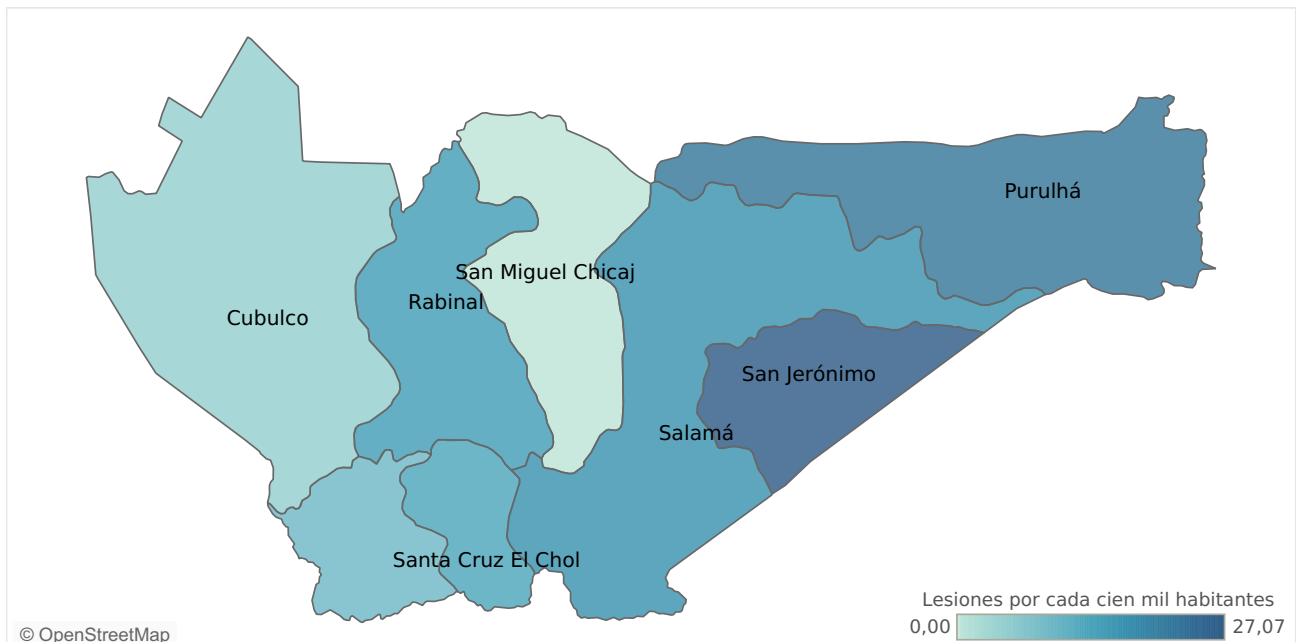 Purulhá
San Miguel Chicaj
Rabinal
Cubulco
San Jerónimo
Salamá
Santa Cruz El Chol
Lesiones por cada cien mil habitantes
0,00
27,07
© OpenStreetMap